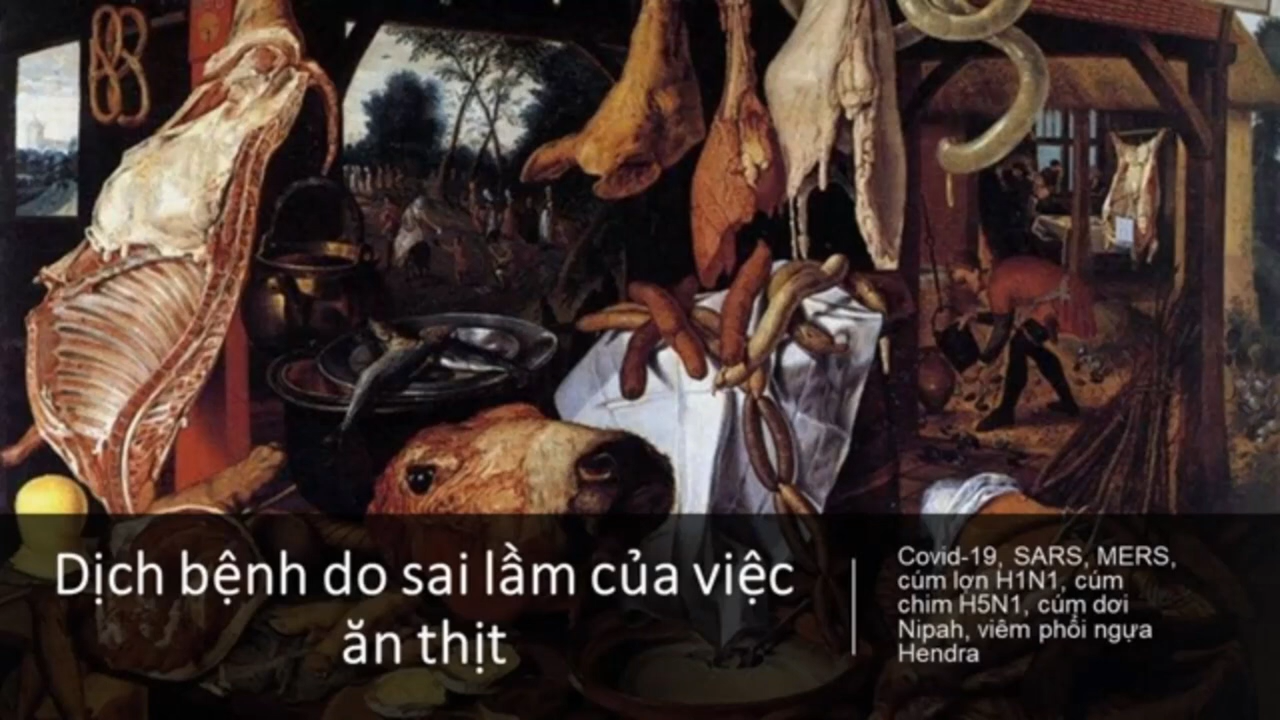 Dịch bệnh do sai lầm của việc
ăn thịt
Covid-19, SARS, MERS,
cúm lợn H1N1, cúm
chim H5N1, cúm dơi
Nipah, viêm phổi ngựa
Hendra